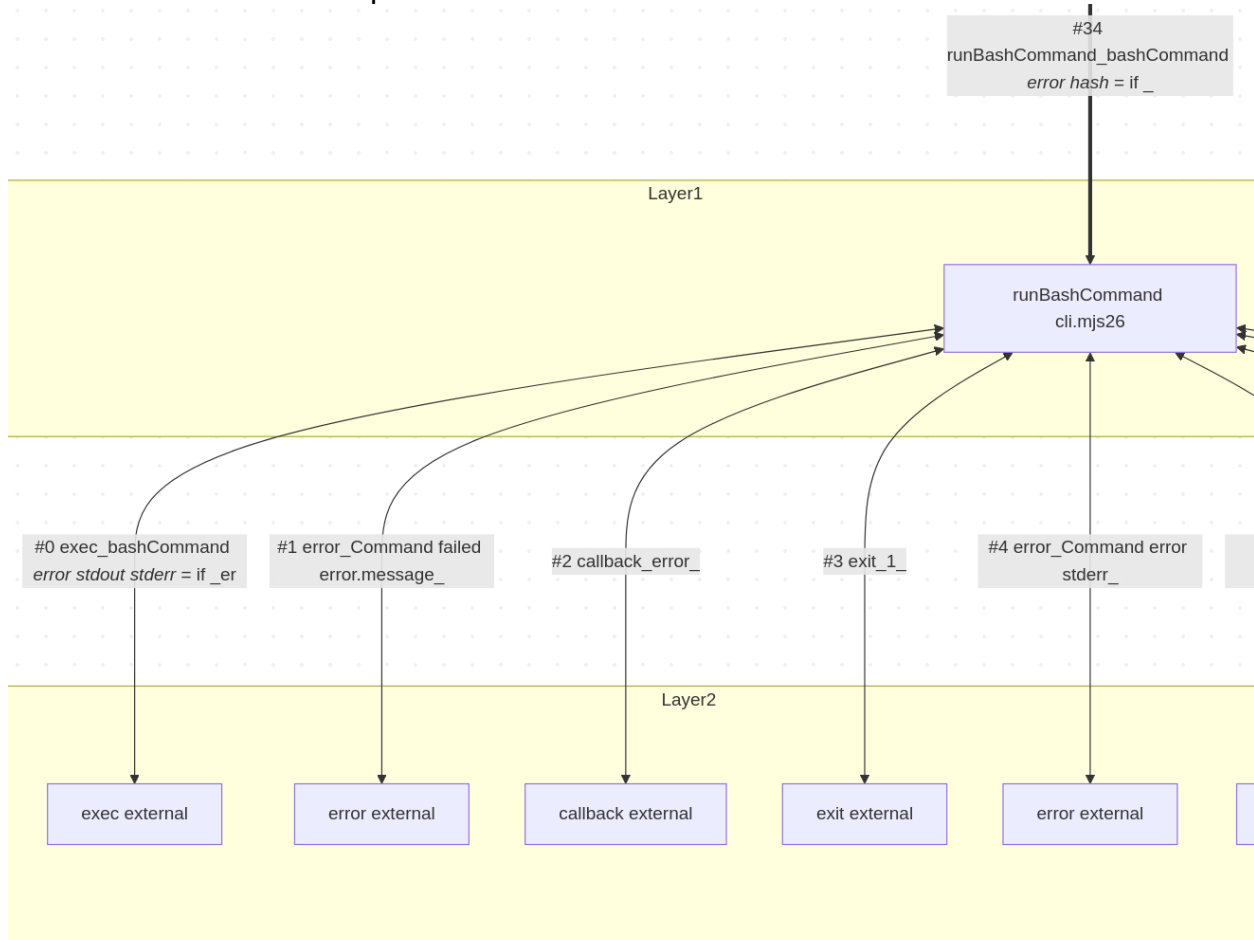 #34
runBashCommand_bashCommand
error hash = if _
Layer1
runBashCommand
cli.mjs26
#0 exec_bashCommand
error stdout stderr = if _er
#1 error_Command failed
error.message_
#2 callback_error_
#3 exit_1_
#4 error_Command error
stderr_
Layer2
exec external
error external
callback external
exit external
error external